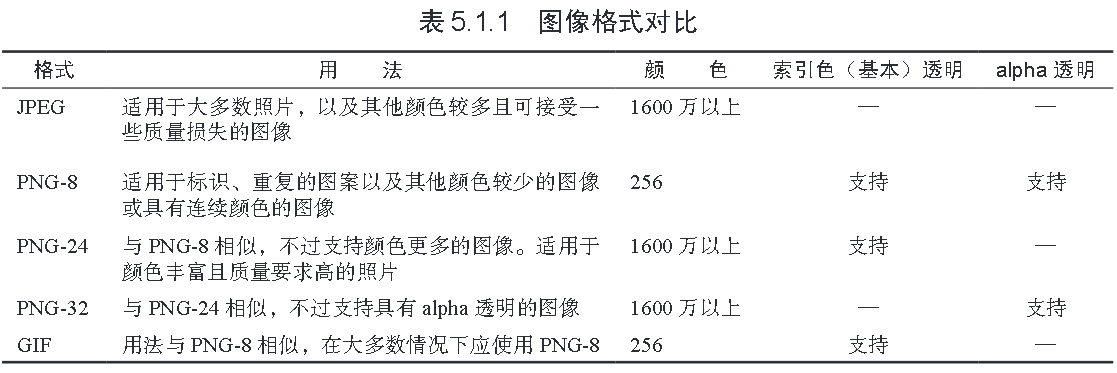 表 5.1.1 图像格式对比
格式 用 法 颜 色 索引色（基本）透明 alpha 透明
JPEG 适用于大多数照片，以及其他颜色较多且可接受一 1600 万以上 — —
些质量损失的图像
PNG-8 适用于标识、重复的图案以及其他颜色较少的图像 256 支持 支持
或具有连续颜色的图像
PNG-24 与 PNG-8 相似，不过支持颜色更多的图像。适用于 1600 万以上 支持 —
颜色丰富且质量要求高的照片
PNG-32 与 PNG-24 相似，不过支持具有 alpha 透明的图像 1600 万以上 — 支持
GIF 用法与 PNG-8 相似，在大多数情况下应使用 PNG-8 256 支持 —